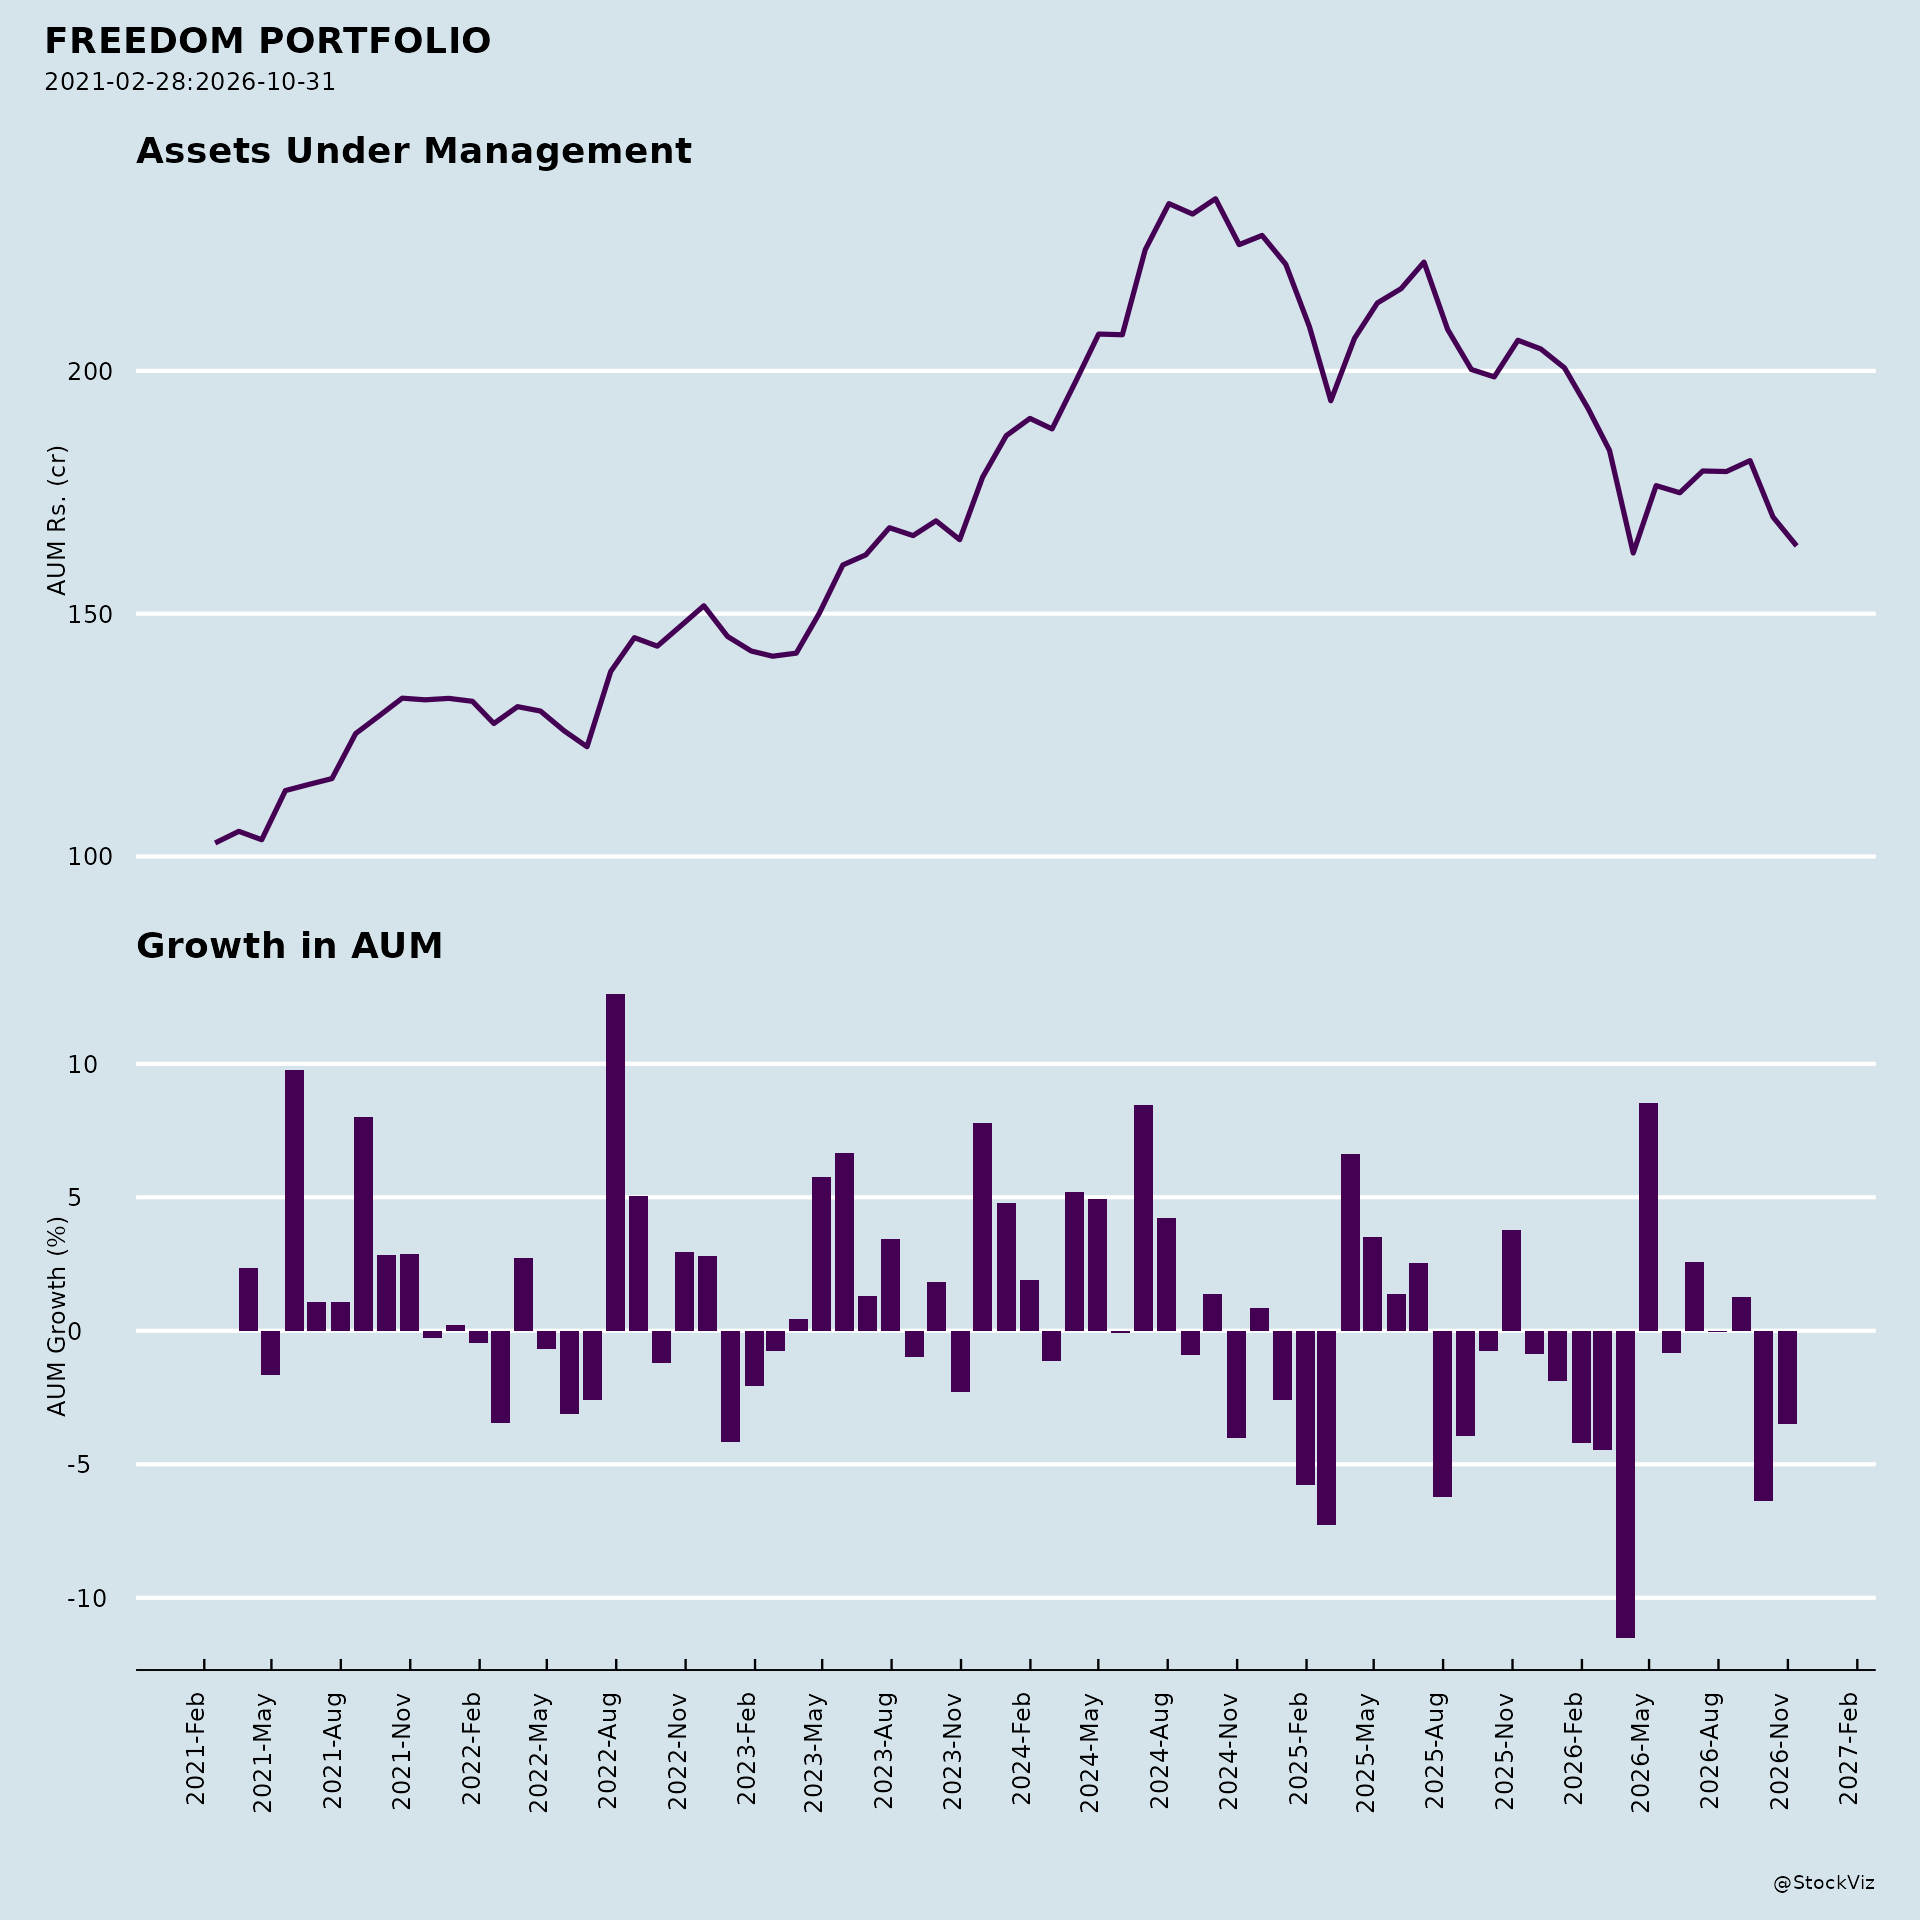 FREEDOM PORTFOLIO
2021-02-28:2026-10-31
Assets Under Management
AUM Rs. (cr)
200
150
100
Growth in AUM
AUM Growth (%)
10
5
0
-5
-10
2021-Feb
2021-May
2021-Aug
2021-Nov
2022-Feb
2022-May
2022-Aug
2022-Nov
2023-Feb
2023-May
2023-Aug
2023-Nov
2024-Feb
2024-May
2024-Aug
2024-Nov
2025-Feb
2025-May
2025-Aug
2025-Nov
2026-Feb
2026-May
2026-Aug
2026-Nov
2027-Feb
@StockViz